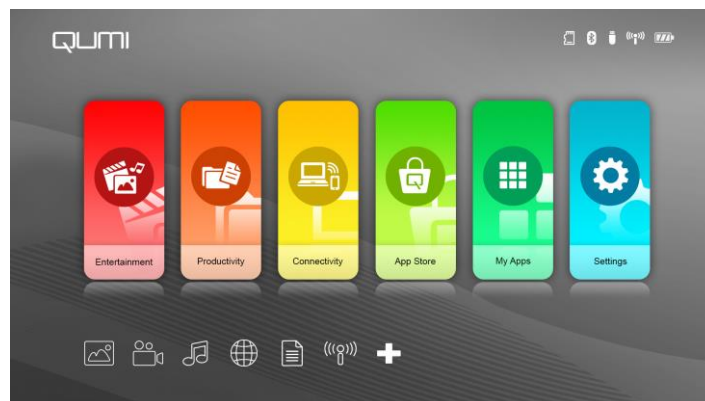 QUMI
Entertainment
Productivity
Connectivity
App Store
My Apps
Settings